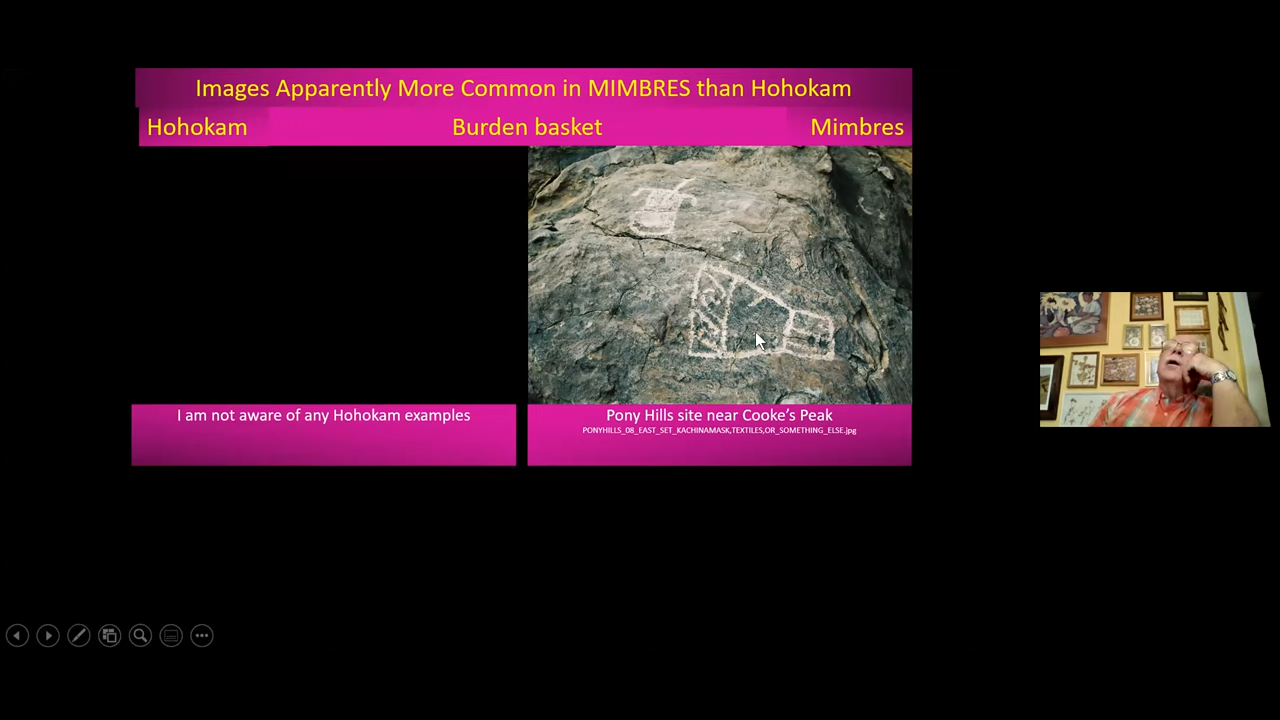 Images Apparently More Common in MIMBRES than Hohokam
Hohokam Burden basket Mimbres
I am not aware of any Hohokam examples
Pony Hills site near Cooke's Peak
PONYHILLS_08_EAST_SET_KACHINAMASK,TEXTILES,OR_SOMETHING_ELSE.jpg